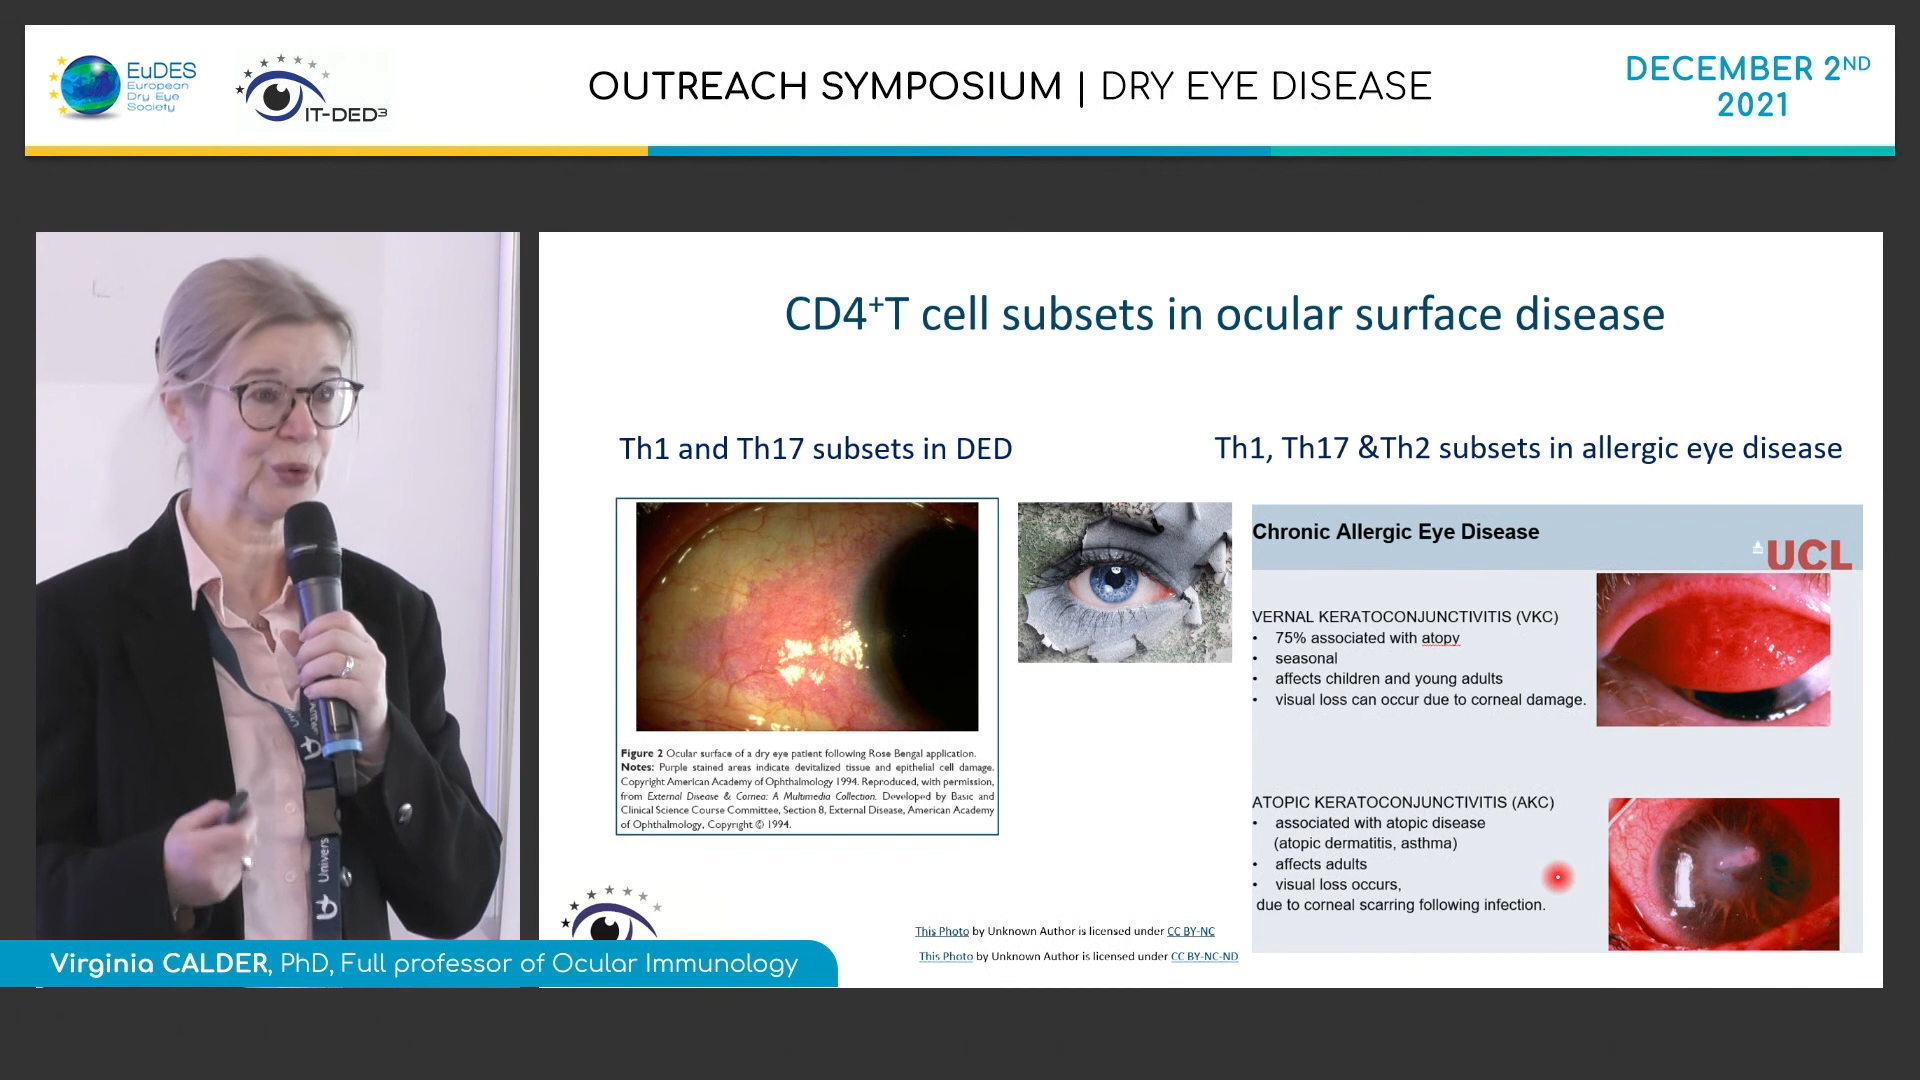 EuDES
European
Dry Eye
Society
IT-DED³
OUTREACH SYMPOSIUM | DRY EYE DISEASE
DECEMBER 2ND
2021
CD4⁺T cell subsets in ocular surface disease
Th1 and Th17 subsets in DED
Th1, Th17 &Th2 subsets in allergic eye disease
Figure 2 Ocular surface of a dry eye patient following Rose Bengal application.
Notes: Purple stained areas indicate devitalized tissue and epithelial cell damage.
Copyright American Academy of Ophthalmology 1994. Reproduced, with permission,
from External Disease & Cornea: A Multimedia Collection. Developed by Basic and
Clinical Science Course Committee, Section 8, External Disease, American Academy
of Ophthalmology, Copyright © 1994.
Chronic Allergic Eye Disease
UCL
VERNAL KERATOCONJUNCTIVITIS (VKC)
• 75% associated with atopy
• seasonal
• affects children and young adults
• visual loss can occur due to corneal damage.
ATOPIC KERATOCONJUNCTIVITIS (AKC)
• associated with atopic disease
(atopic dermatitis, asthma)
• affects adults
• visual loss occurs,
due to corneal scarring following infection.
This Photo by Unknown Author is licensed under CC BY-NC
This Photo by Unknown Author is licensed under CC BY-NC-ND
Virginia CALDER, PhD, Full professor of Ocular Immunology